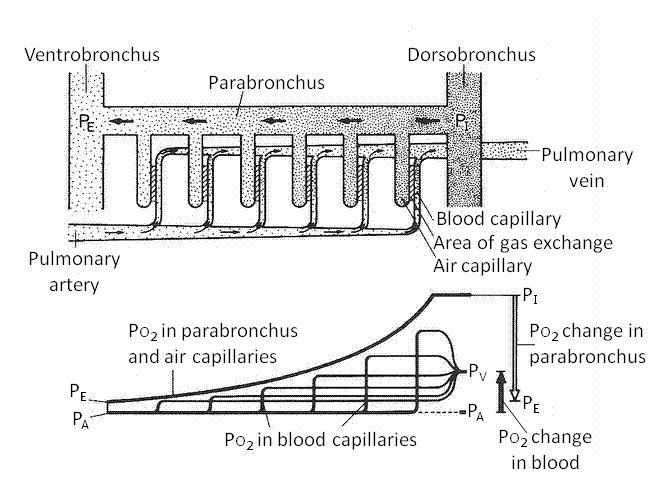 Ventrobronchus
Dorsobronchus
Parabronchus
PE
PI
Pulmonary
vein
Blood capillary
Area of gas exchange
Air capillary
Pulmonary
artery
PI
PO2 in parabronchus
and air capillaries
PO2 change in
parabronchus
PV
PE
PE
PA
PA
PO2 in blood capillaries
PO2 change
in blood